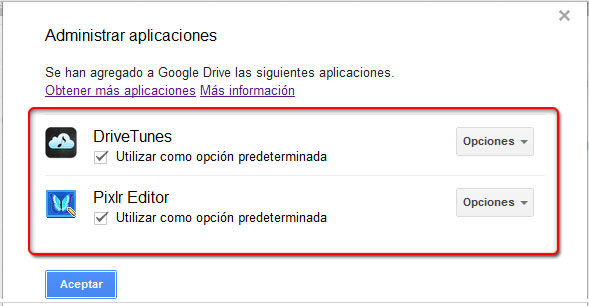 Administrar aplicaciones
Se han agregado a Google Drive las siguientes aplicaciones.
Obtener más aplicaciones Más información
DriveTunes
Utilizar como opción predeterminada
Opciones
Pixlr Editor
Utilizar como opción predeterminada
Opciones
Aceptar